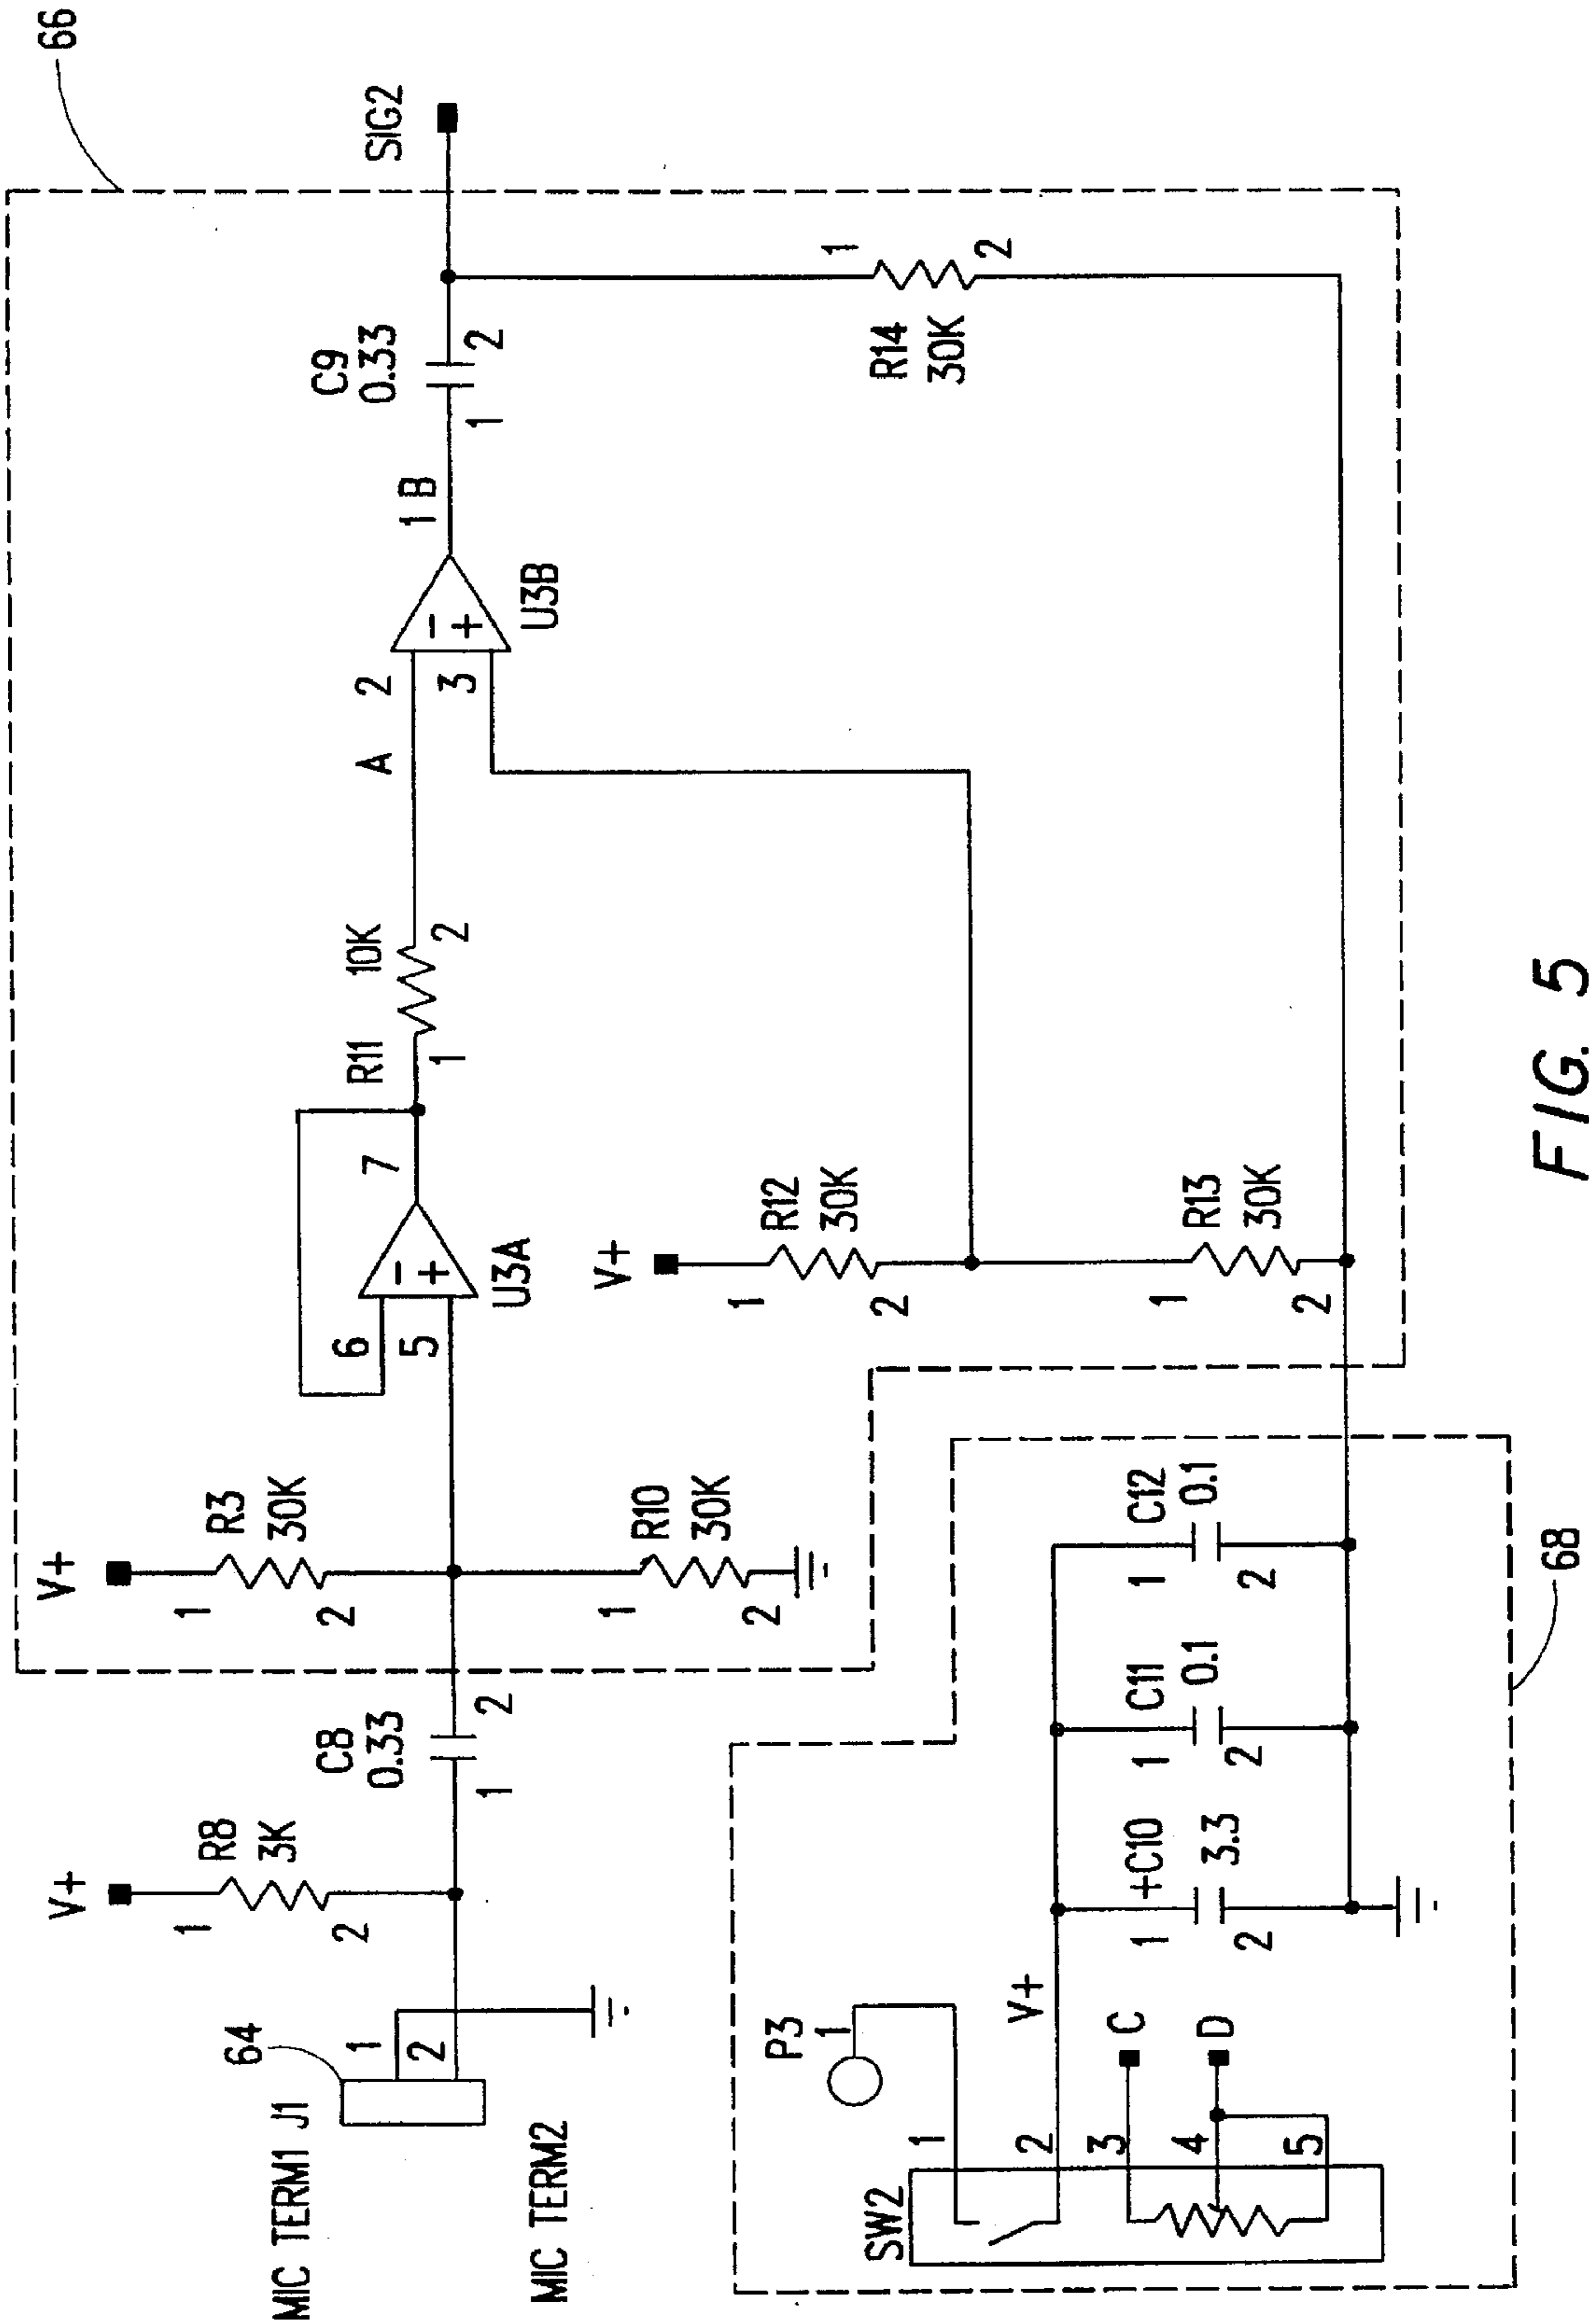 66
V+
1
R8
3K
2
V+
1
R3
30K
2
6
5
7
U3A
R11
10K
1
2
A
2
3
U3B
1 B
C9
0.33
1
2
SIG2
64
MIC TERM1 J1
1
2
MIC TERM2
C8
0.33
1
2
1
R10
30K
2
V+
1
R12
30K
2
1
R14
30K
2
1
R13
30K
2
P3
1
SW2
1
2
3
4
5
V+
C
D
1
+C10
3.3
2
1
C11
0.1
2
1
C12
0.1
2
68
FIG. 5